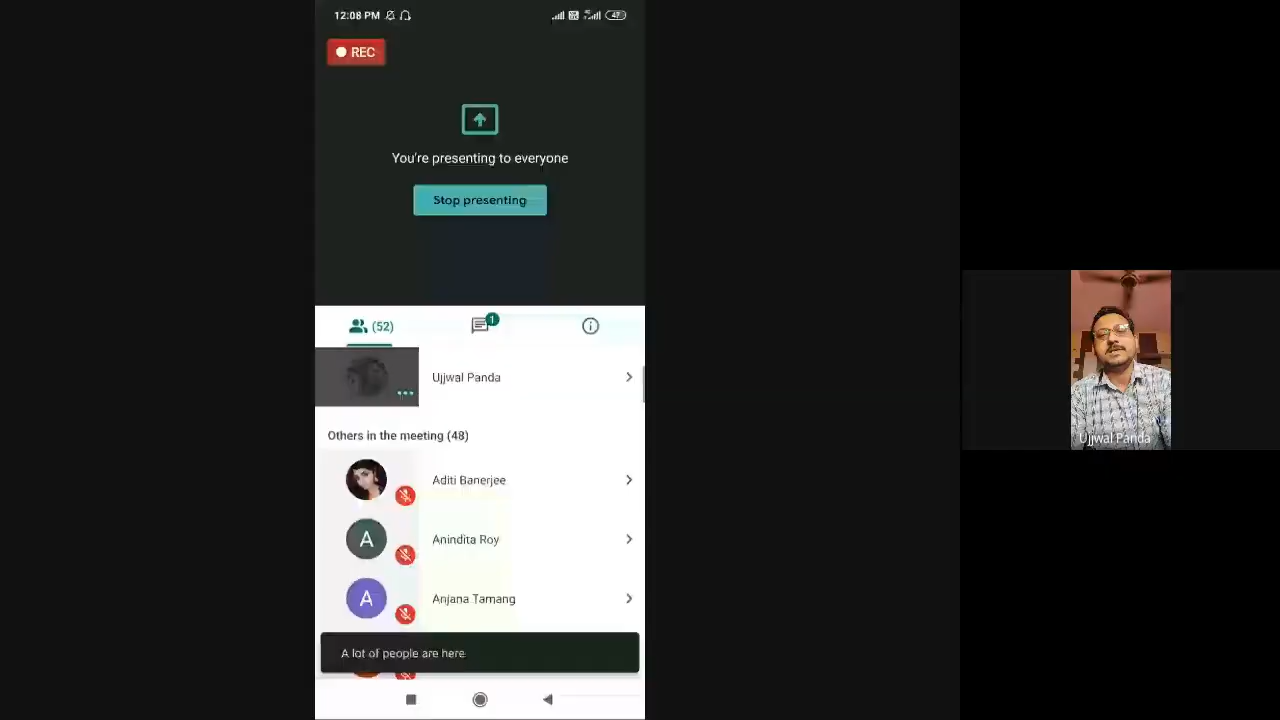 12:08 PM
47
REC
You're presenting to everyone
Stop presenting
(52)
1
Ujjwal Panda
Others in the meeting (48)
Aditi Banerjee
A
Anindita Roy
A
Anjana Tamang
A lot of people are here
Ujjwal Panda